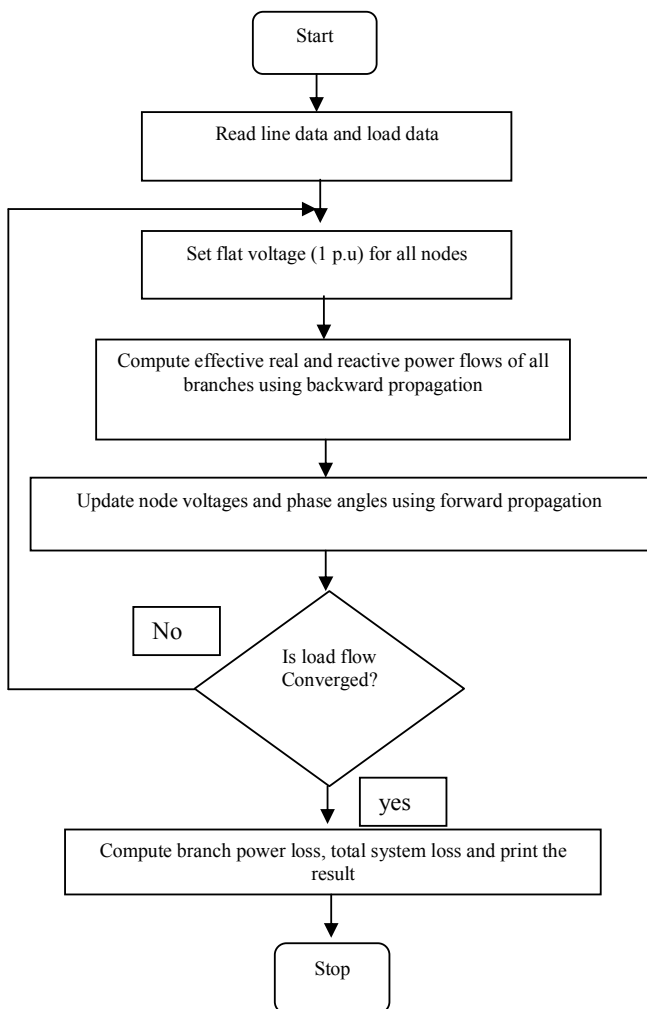 Start
Read line data and load data
Set flat voltage (1 p.u) for all nodes
Compute effective real and reactive power flows of all
branches using backward propagation
Update node voltages and phase angles using forward propagation
No
Is load flow
Converged?
yes
Compute branch power loss, total system loss and print the
result
Stop